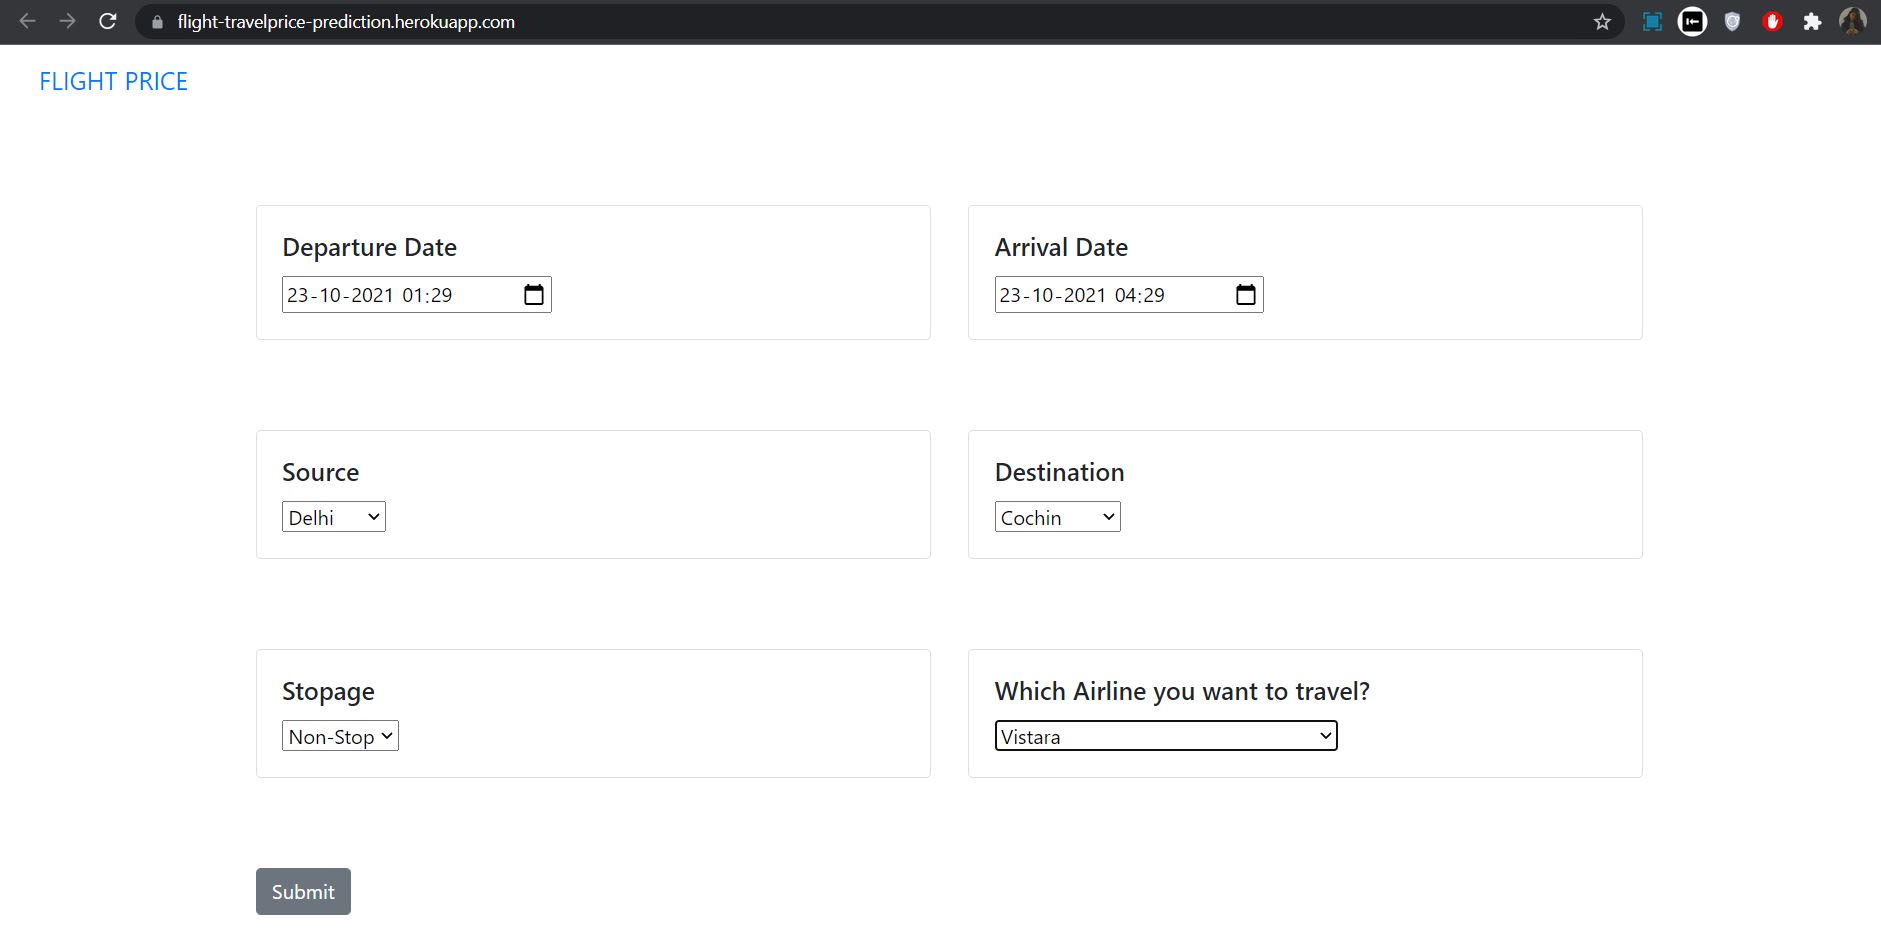 flight-travelprice-prediction.herokuapp.com
FLIGHT PRICE
Departure Date
23-10-2021 01:29
Arrival Date
23-10-2021 04:29
Source
Delhi
Destination
Cochin
Stopage
Non-Stop
Which Airline you want to travel?
Vistara
Submit